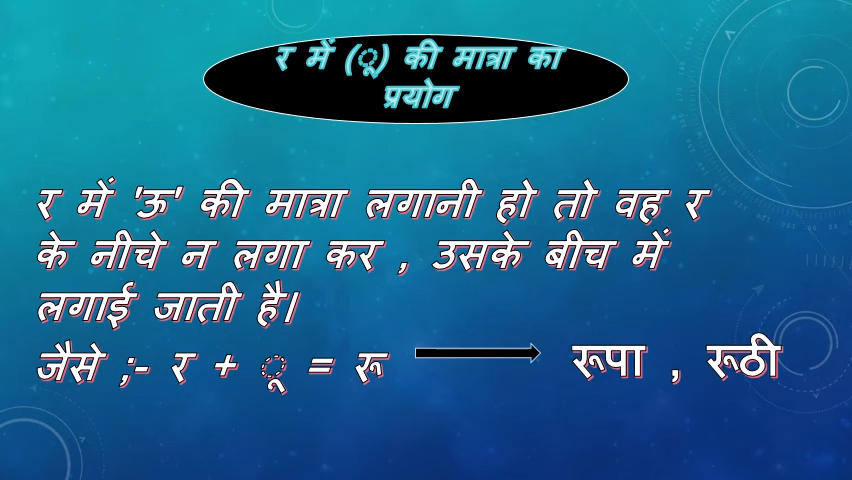 र में (ू) की मात्रा का
प्रयोग
र में 'ऊ' की मात्रा लगानी हो तो वह र
के नीचे न लगा कर , उसके बीच में
लगाई जाती है।
जैसे ;- र + ू = रू रूपा , रूठी